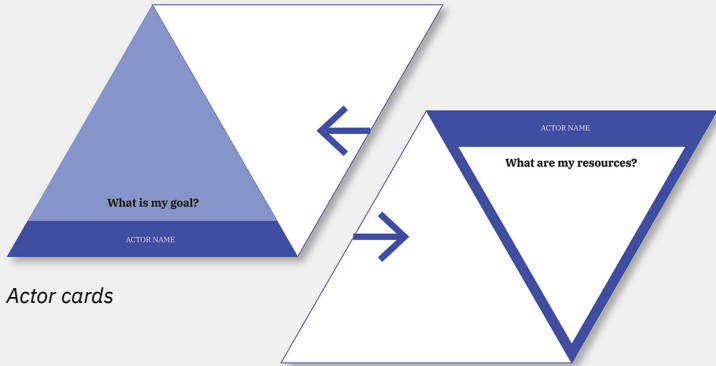 What is my goal?
ACTOR NAME
ACTOR NAME
What are my resources?
Actor cards